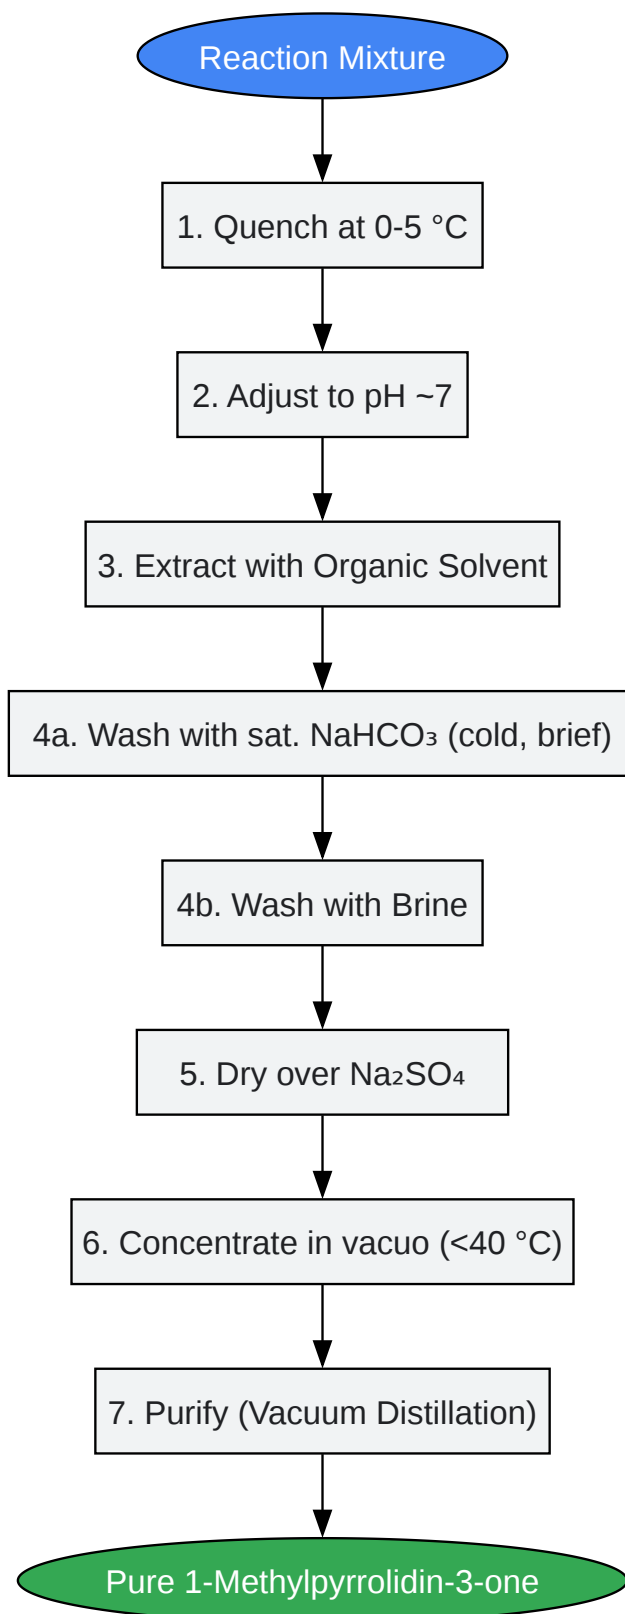 Reaction Mixture
1. Quench at 0-5 °C
2. Adjust to pH ~7
3. Extract with Organic Solvent
4a. Wash with sat. NaHCO₃ (cold, brief)
4b. Wash with Brine
5. Dry over Na₂SO₄
6. Concentrate in vacuo (<40 °C)
7. Purify (Vacuum Distillation)
Pure 1-Methylpyrrolidin-3-one